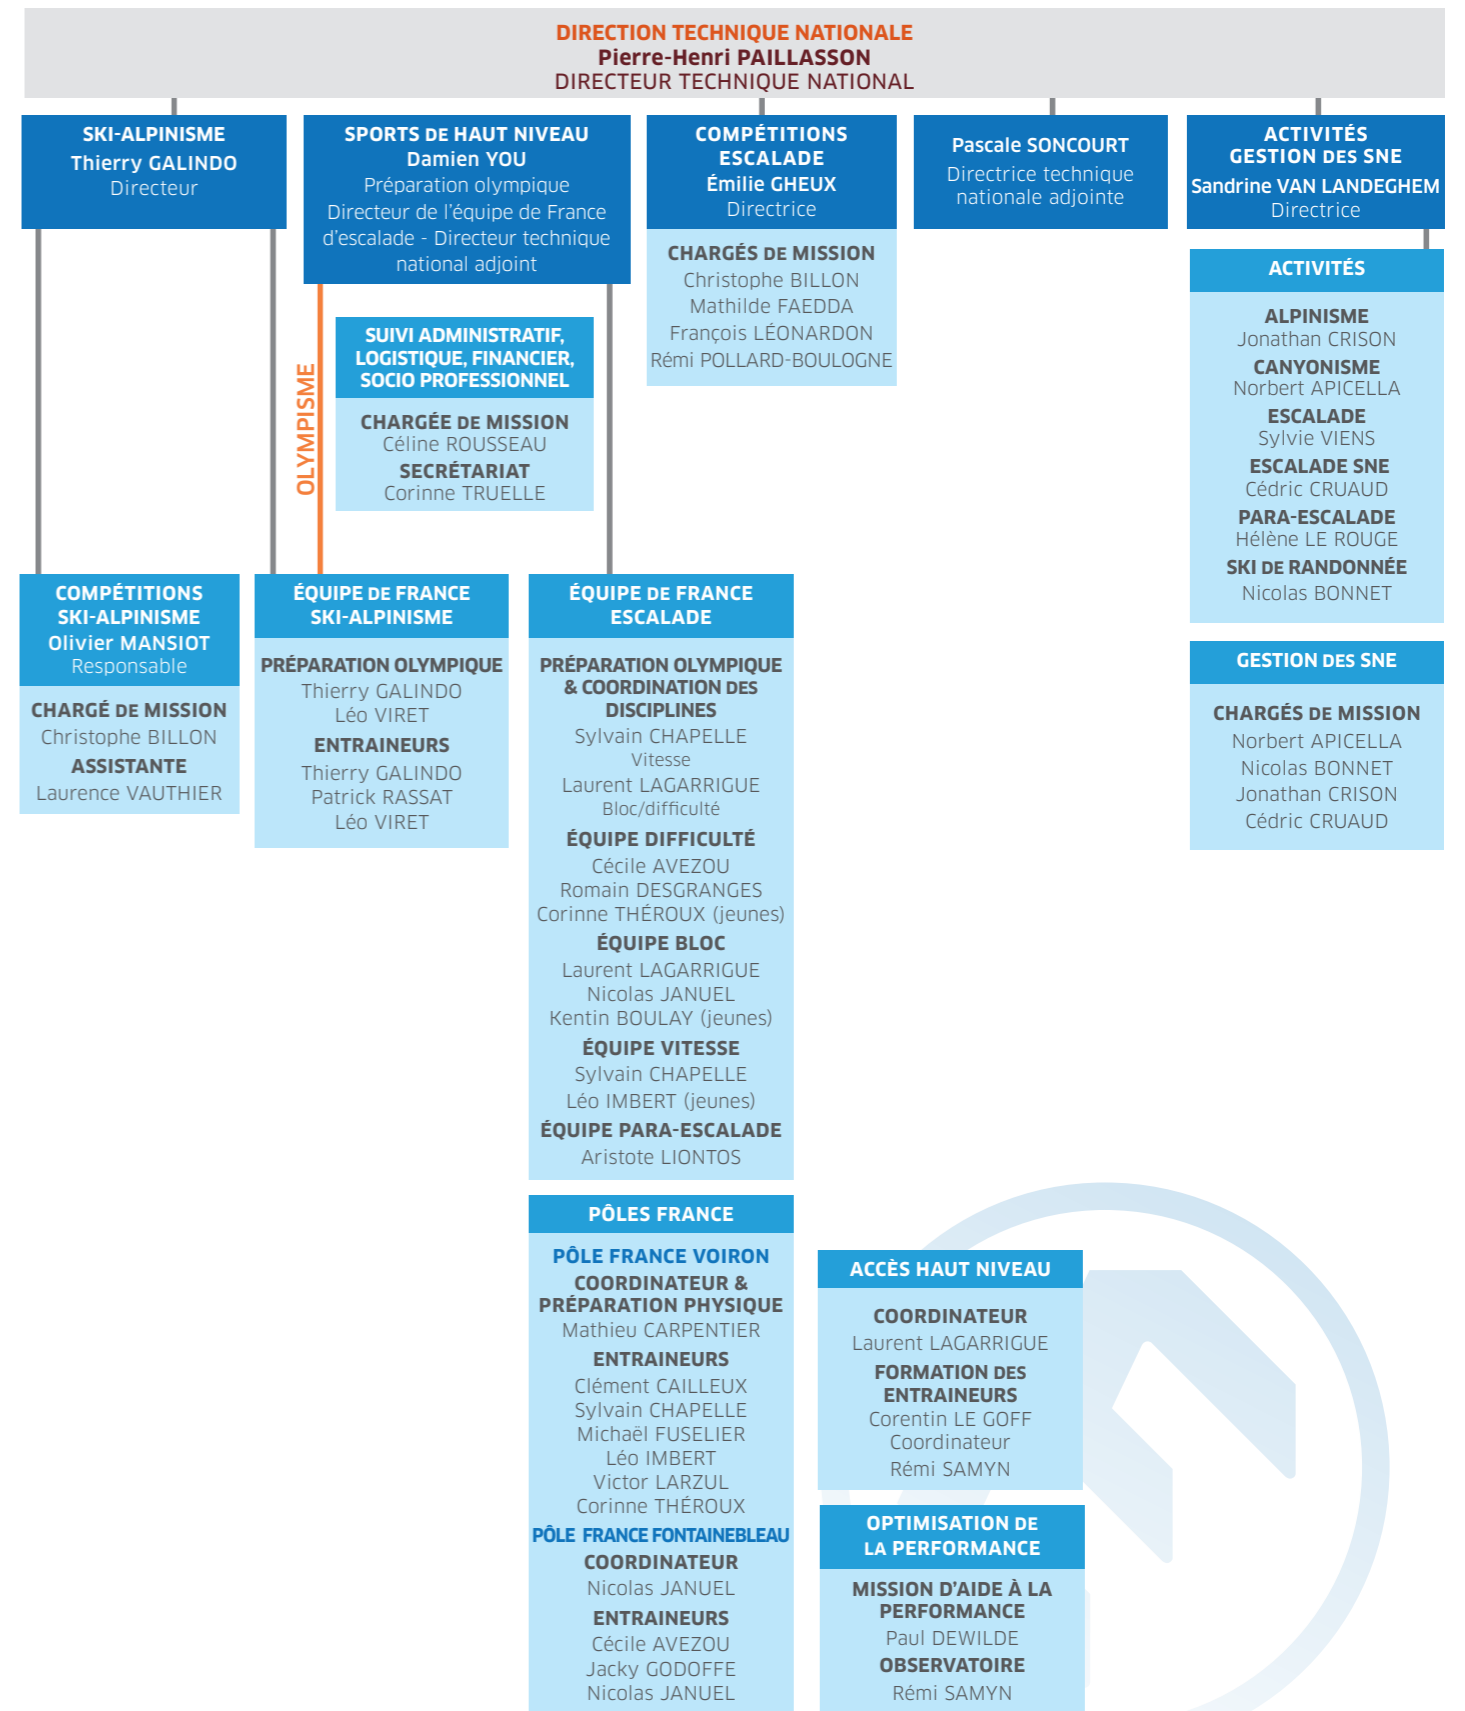 DIRECTION TECHNIQUE NATIONALE
Pierre-Henri PAILLASSON
DIRECTEUR TECHNIQUE NATIONAL
SKI-ALPINISME
Thierry GALINDO
Directeur
SPORTS DE HAUT NIVEAU
Damien YOU
Préparation olympique
Directeur de l'équipe de France
d'escalade - Directeur technique
national adjoint
COMPÉTITIONS
ESCALADE
Émilie GHEUX
Directrice
CHARGÉS DE MISSION
Christophe BILLON
Mathilde FAEDDA
François LÉONARDON
Rémi POLLARD-BOULOGNE
Pascale SONCOURT
Directrice technique
nationale adjointe
ACTIVITÉS
GESTION DES SNE
Sandrine VAN LANDEGHEM
Directrice
ACTIVITÉS
ALPINISME
Jonathan CRISON
CANYONISME
Norbert APICELLA
ESCALADE
Sylvie VIENS
ESCALADE SNE
Cédric CRUAUD
PARA-ESCALADE
Hélène LE ROUGE
SKI DE RANDONNÉE
Nicolas BONNET
GESTION DES SNE
CHARGÉS DE MISSION
Norbert APICELLA
Nicolas BONNET
Jonathan CRISON
Cédric CRUAUD
OLYMPISME
SUIVI ADMINISTRATIF,
LOGISTIQUE, FINANCIER,
SOCIO PROFESSIONNEL
CHARGÉE DE MISSION
Céline ROUSSEAU
SECRÉTARIAT
Corinne TRUELLE
COMPÉTITIONS
SKI-ALPINISME
Olivier MANSIOT
Responsable
CHARGÉ DE MISSION
Christophe BILLON
ASSISTANTE
Laurence VAUTHIER
ÉQUIPE DE FRANCE
SKI-ALPINISME
PRÉPARATION OLYMPIQUE
Thierry GALINDO
Léo VIRET
ENTRAINEURS
Thierry GALINDO
Patrick RASSAT
Léo VIRET
ÉQUIPE DE FRANCE
ESCALADE
PRÉPARATION OLYMPIQUE
& COORDINATION DES
DISCIPLINES
Sylvain CHAPELLE
Vitesse
Laurent LAGARRIGUE
Bloc/difficulté
ÉQUIPE DIFFICULTÉ
Cécile AVEZOU
Romain DESGRANGES
Corinne THÉROUX (jeunes)
ÉQUIPE BLOC
Laurent LAGARRIGUE
Nicolas JANUEL
Kentin BOULAY (jeunes)
ÉQUIPE VITESSE
Sylvain CHAPELLE
Léo IMBERT (jeunes)
ÉQUIPE PARA-ESCALADE
Aristote LIONTOS
PÔLES FRANCE
PÔLE FRANCE VOIRON
COORDINATEUR &
PRÉPARATION PHYSIQUE
Mathieu CARPENTIER
ENTRAINEURS
Clément CAILLEUX
Sylvain CHAPELLE
Michaël FUSELIER
Léo IMBERT
Victor LARZUL
Corinne THÉROUX
PÔLE FRANCE FONTAINEBLEAU
COORDINATEUR
Nicolas JANUEL
ENTRAINEURS
Cécile AVEZOU
Jacky GODOFFE
Nicolas JANUEL
ACCÈS HAUT NIVEAU
COORDINATEUR
Laurent LAGARRIGUE
FORMATION DES
ENTRAINEURS
Corentin LE GOFF
Coordinateur
Rémi SAMYN
OPTIMISATION DE
LA PERFORMANCE
MISSION D'AIDE À LA
PERFORMANCE
Paul DEWILDE
OBSERVATOIRE
Rémi SAMYN